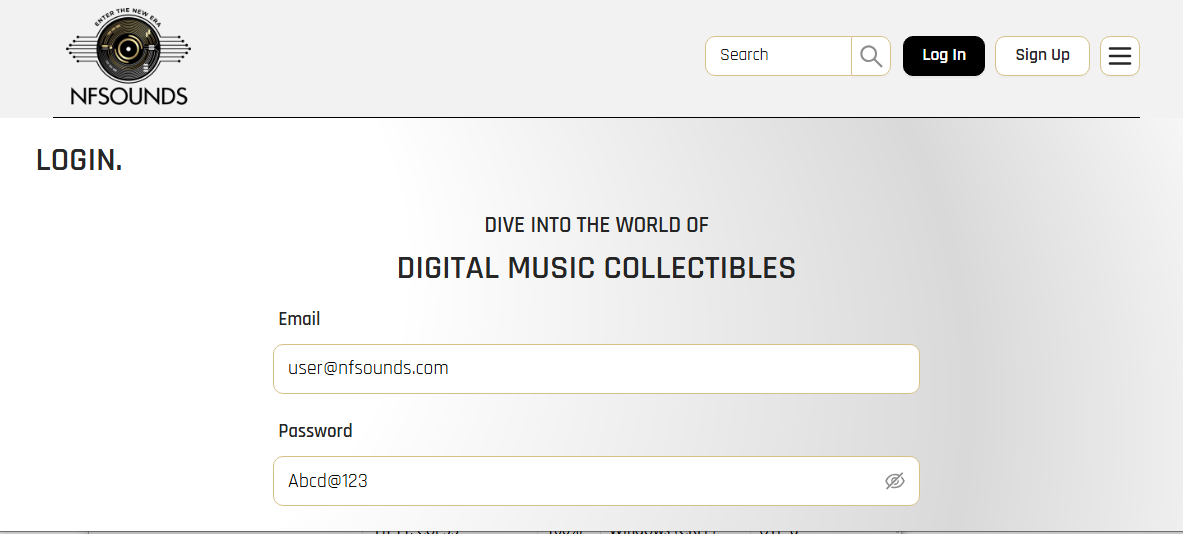 ENTER THE NEW ERA
NFSOUNDS
Search
Log In
Sign Up
LOGIN.
DIVE INTO THE WORLD OF
DIGITAL MUSIC COLLECTIBLES
Email
user@nfsounds.com
Password
Abcd@123